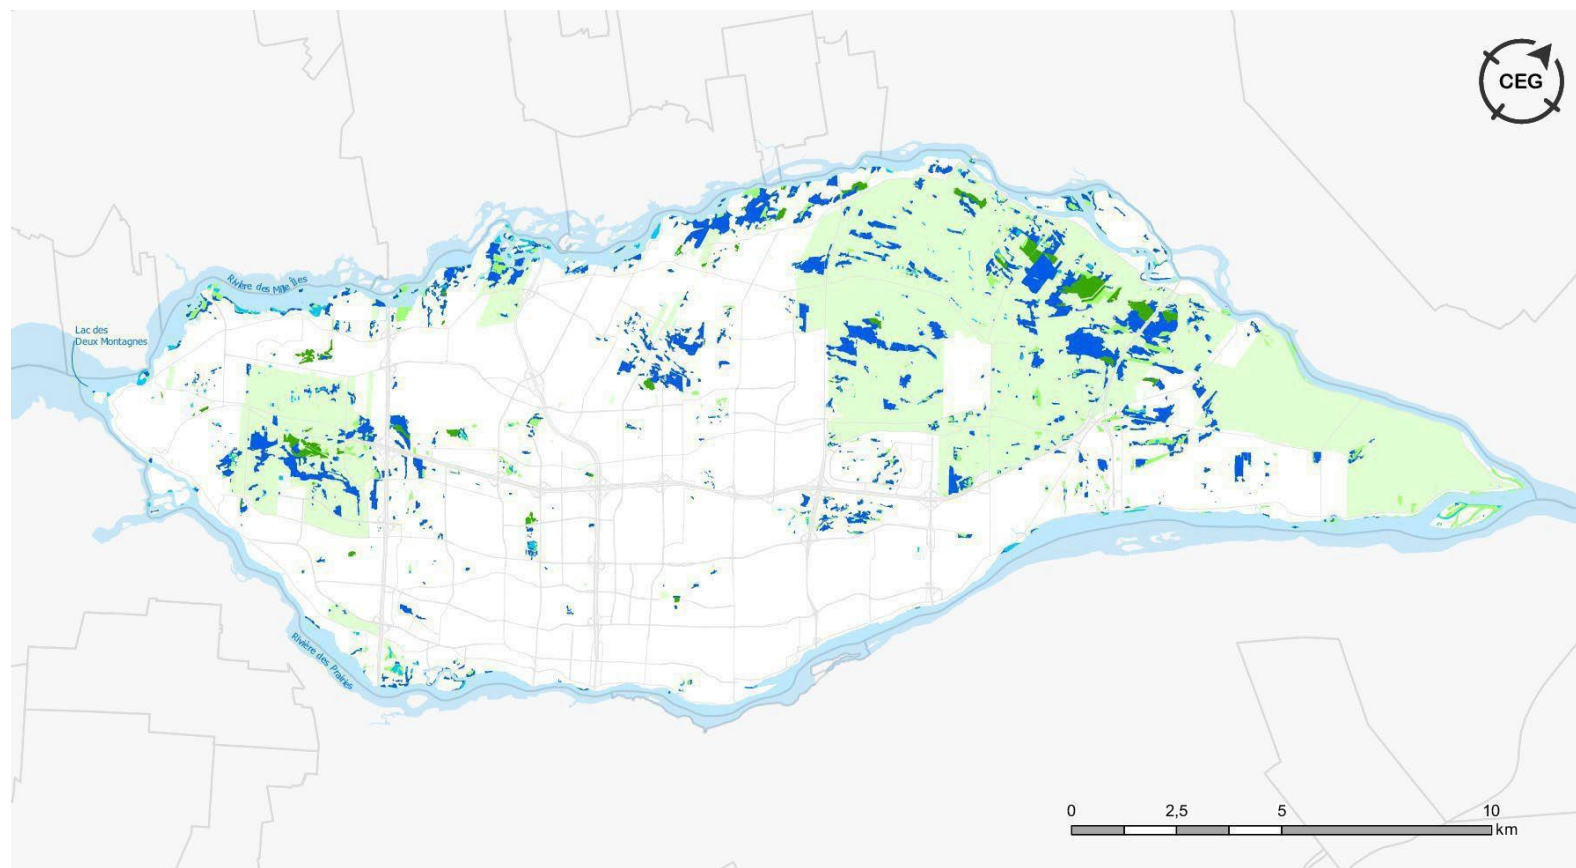 CEG
Rivière des Mille Îles
Lac des
Deux Montagnes
Rivière des Prairies
0 2,5 5 10
km